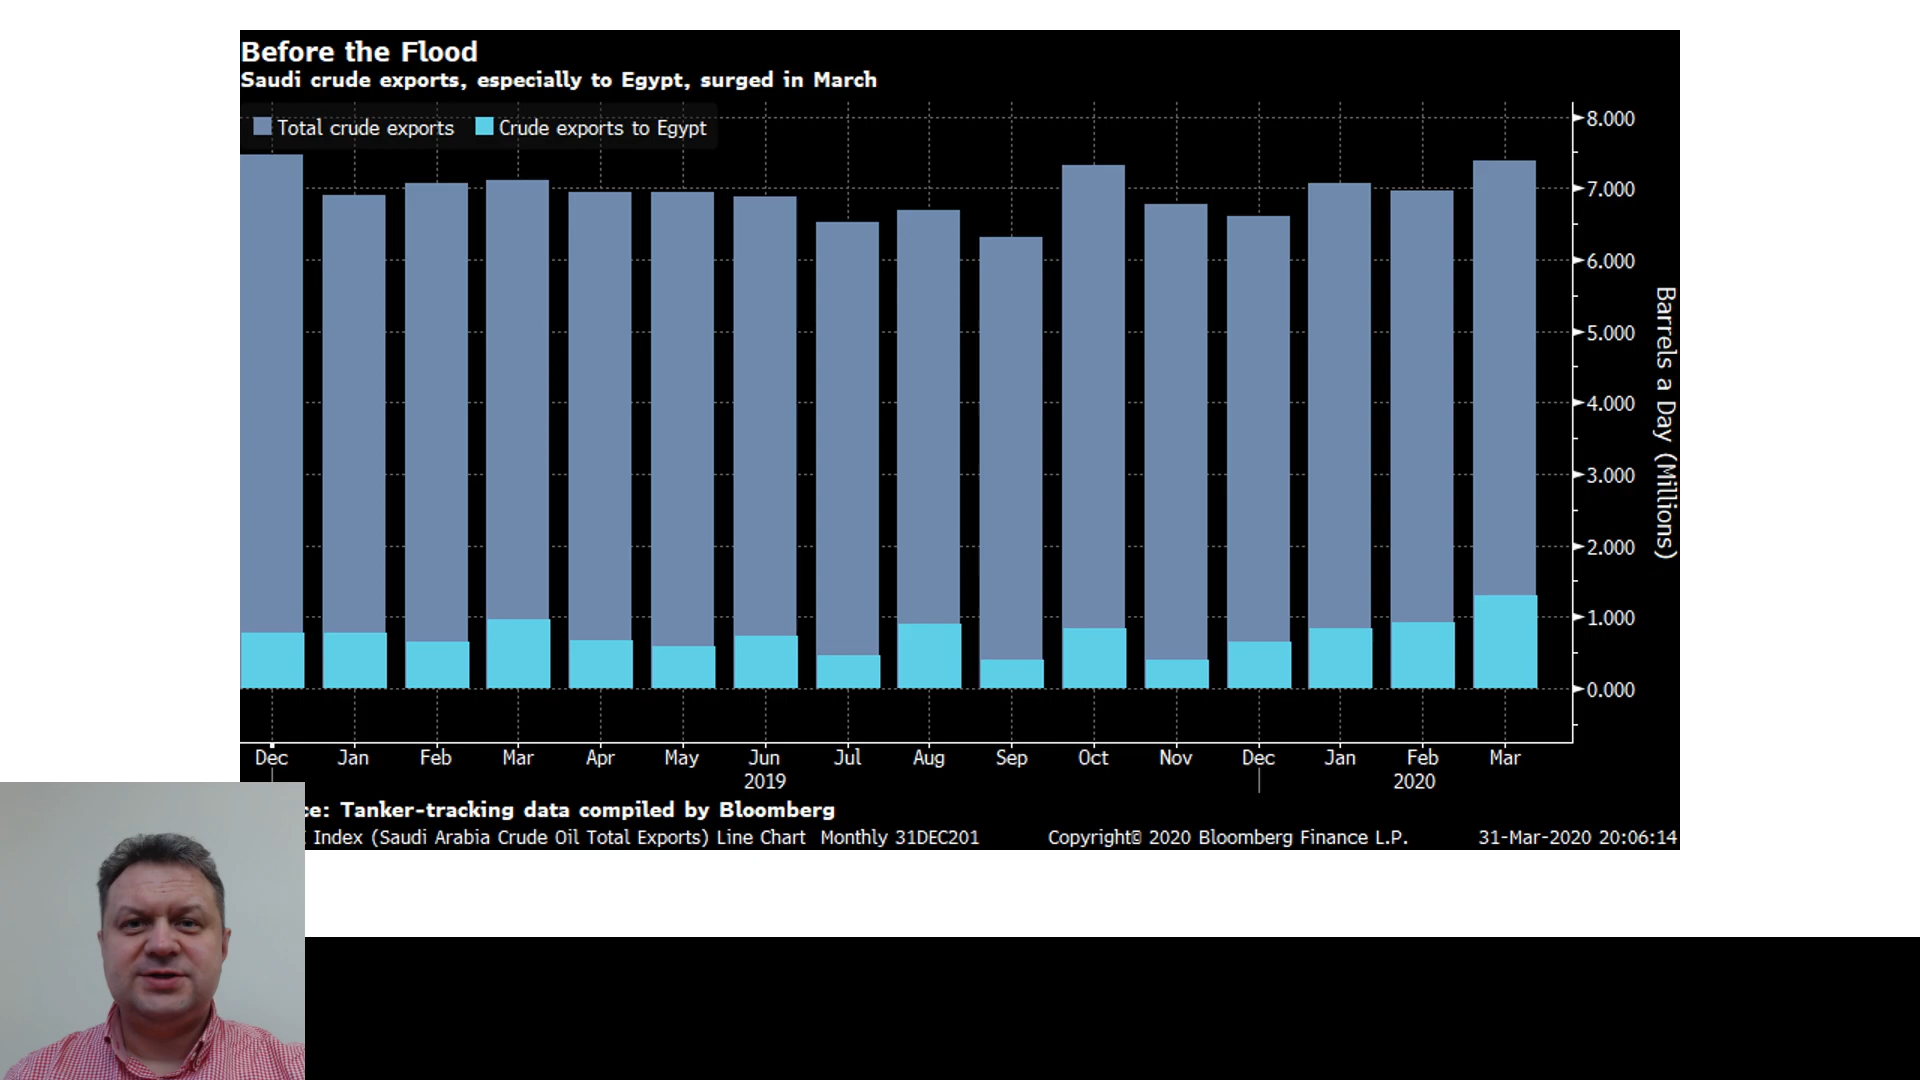 Before the Flood
Saudi crude exports, especially to Egypt, surged in March
Total crude exports Crude exports to Egypt
8.000
7.000
6.000
5.000
4.000
3.000
2.000
1.000
0.000
Barrels a Day (Millions)
Dec Jan Feb Mar Apr May Jun Jul Aug Sep Oct Nov Dec Jan Feb Mar
2019 2020
Tanker-tracking data compiled by Bloomberg
Index (Saudi Arabia Crude Oil Total Exports) Line Chart Monthly 31DEC201 Copyright© 2020 Bloomberg Finance L.P. 31-Mar-2020 20:06:14